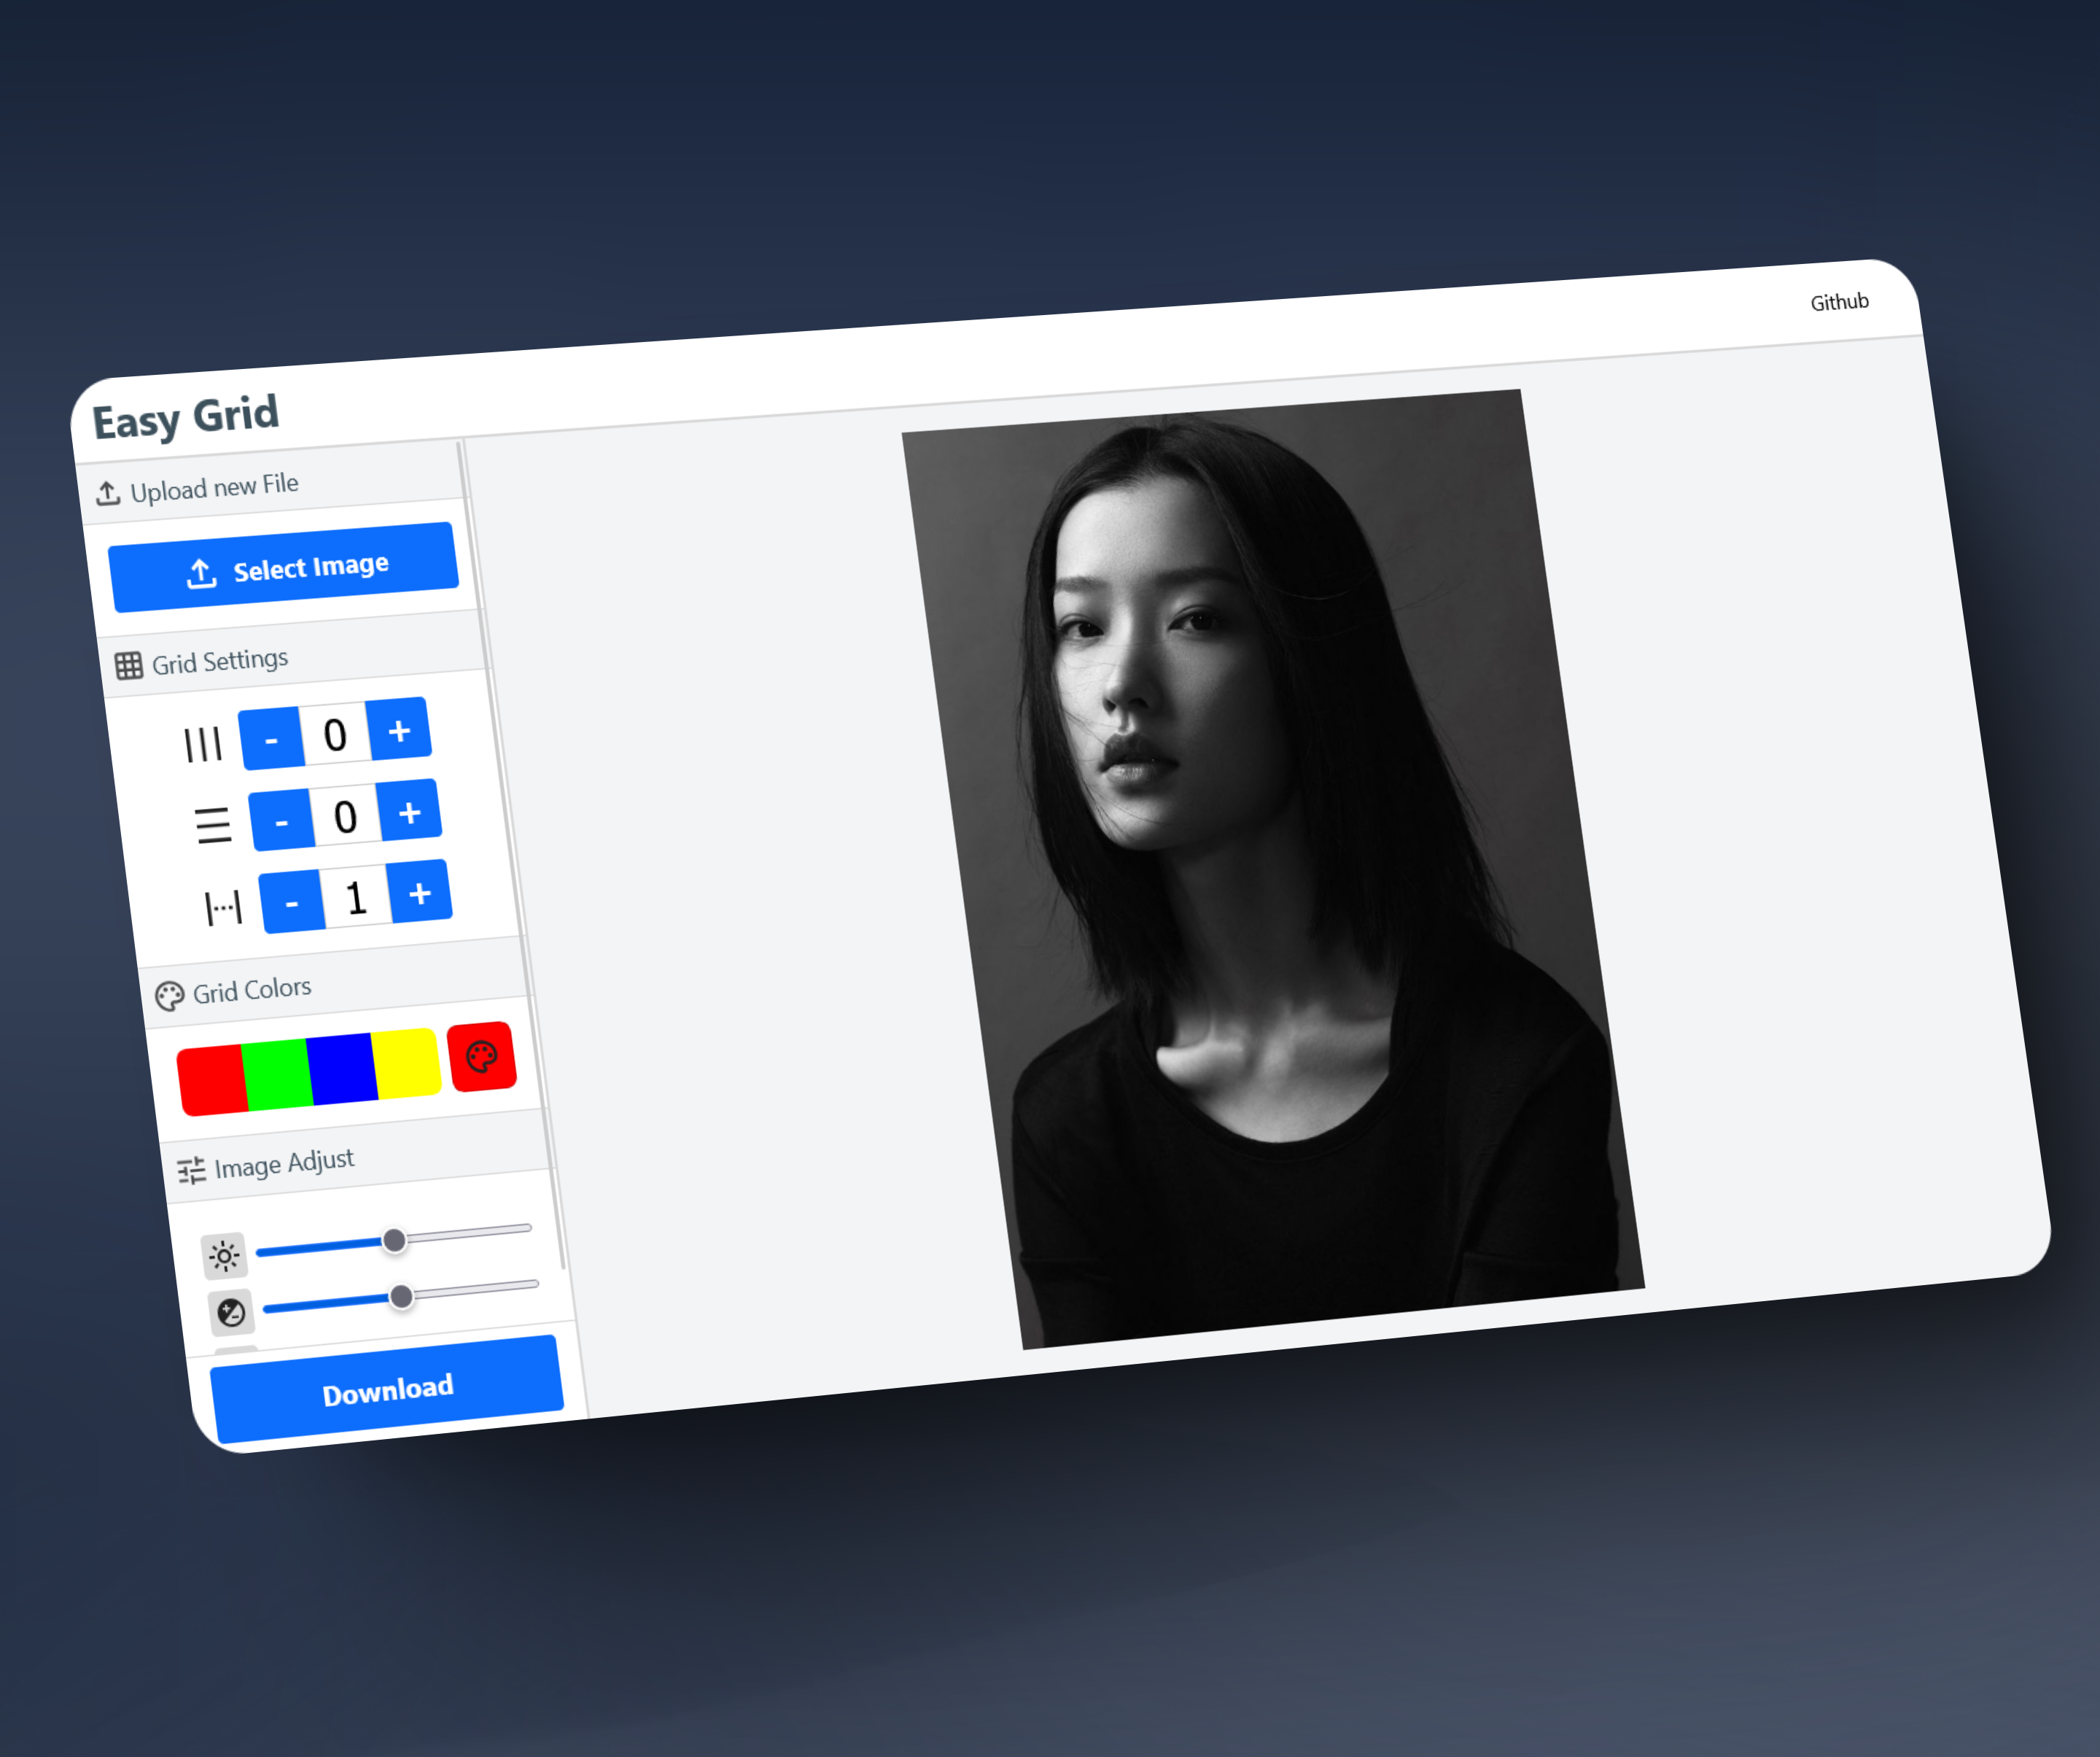 Github
Easy Grid
Upload new File
Select Image
Grid Settings
- 0 +
- 0 +
- 1 +
Grid Colors
Image Adjust
Download